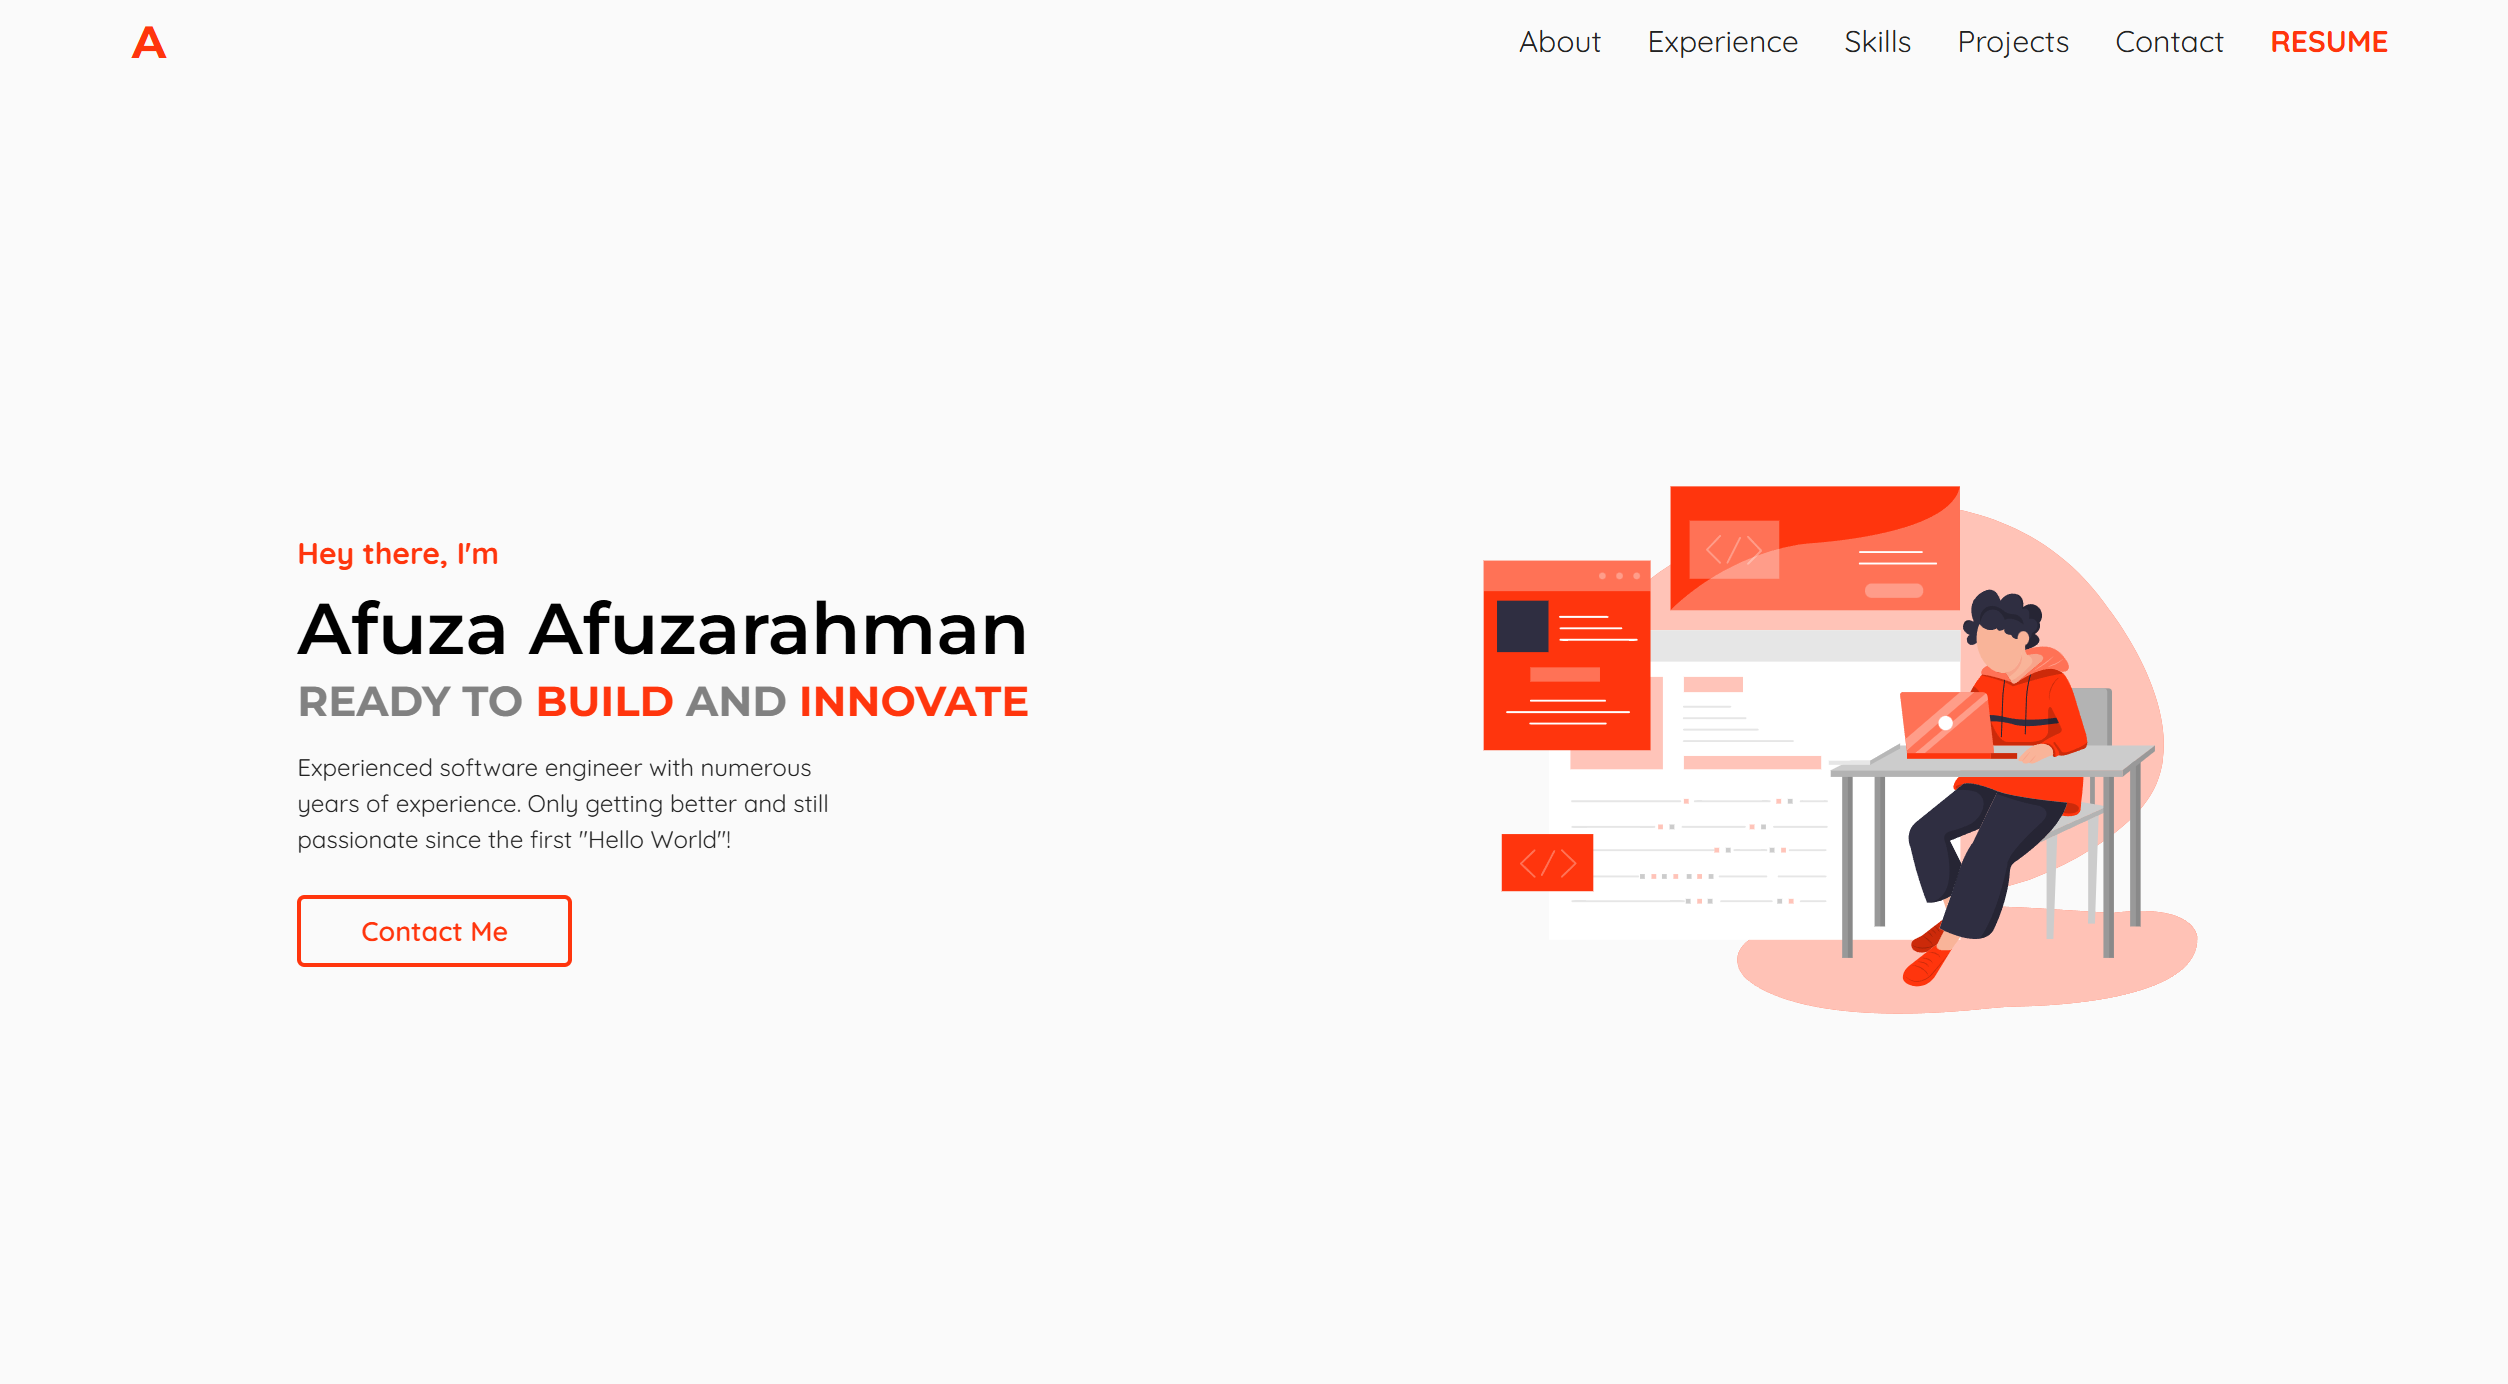 A
About Experience Skills Projects Contact RESUME
Hey there, I'm
Afuza Afuzarahman
READY TO BUILD AND INNOVATE
Experienced software engineer with numerous
years of experience. Only getting better and still
passionate since the first "Hello World"!
Contact Me